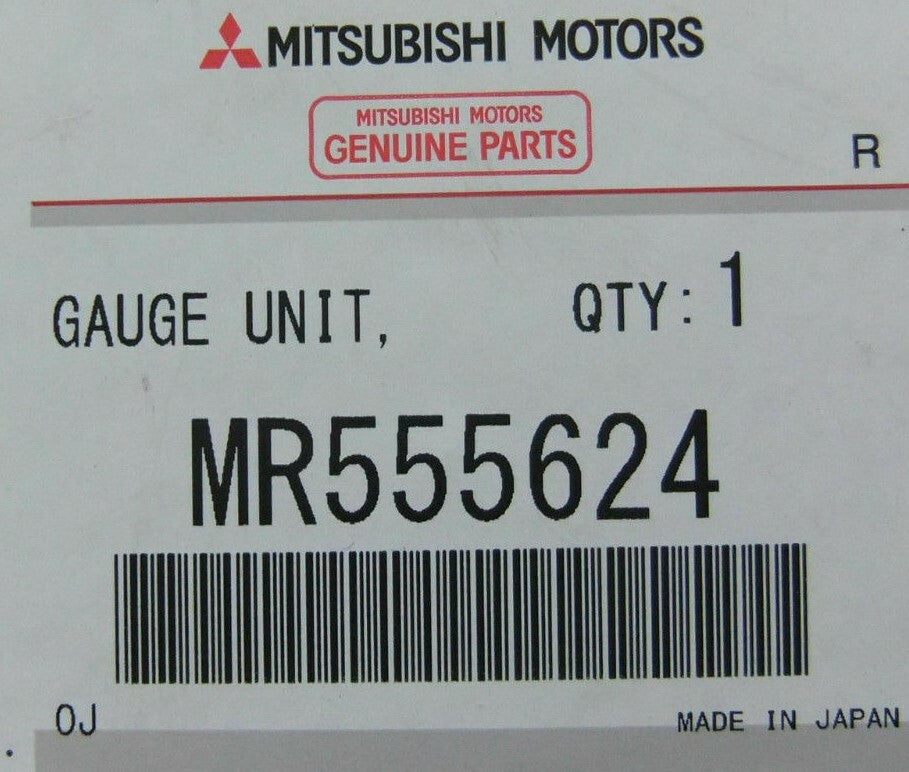 MITSUBISHI MOTORS
MITSUBISHI MOTORS
GENUINE PARTS
R
GAUGE UNIT, QTY: 1
MR555624
OJ MADE IN JAPAN